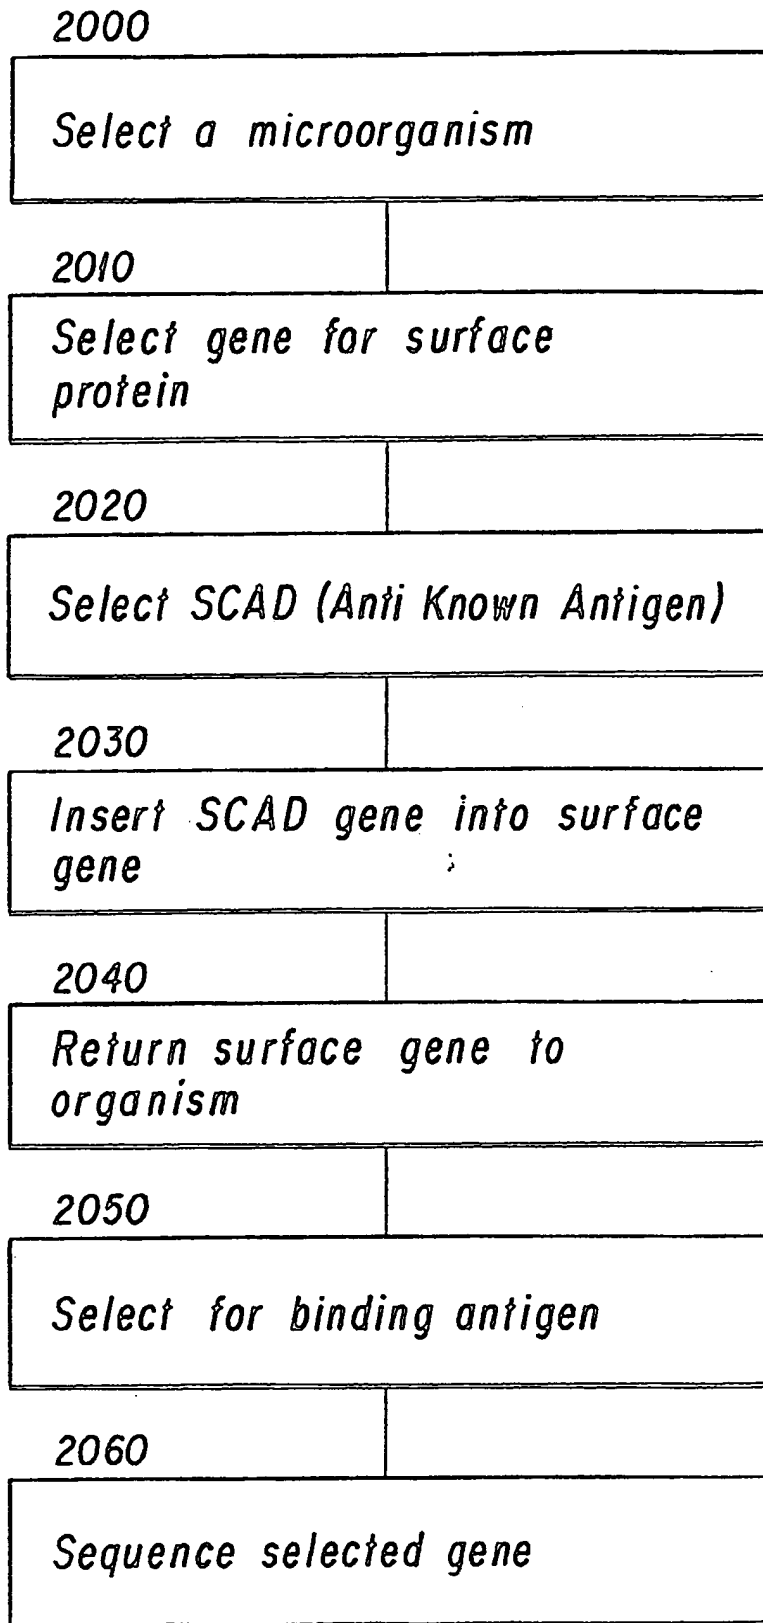 2000
Select a microorganism
2010
Select gene for surface
protein
2020
Select SCAD (Anti Known Antigen)
2030
Insert SCAD gene into surface
gene
2040
Return surface gene to
organism
2050
Select for binding antigen
2060
Sequence selected gene